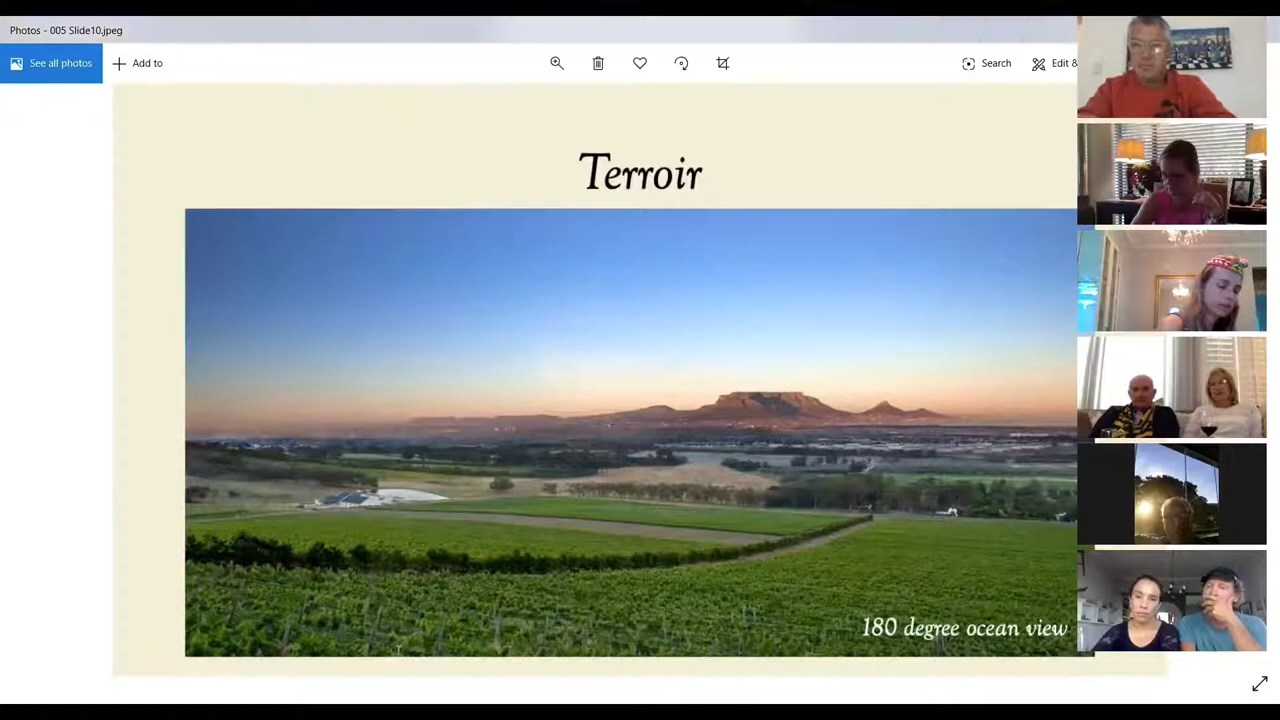 Photos - 005 Slide10.jpeg
See all photos
Add to
Search
Edit &
Terroir
180 degree ocean view